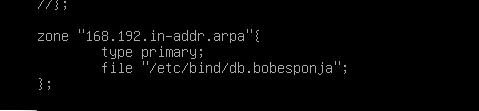 //};
zone "168.192.in-addr.arpa"{
type primary;
file "/etc/bind/db.bobesponja";
};